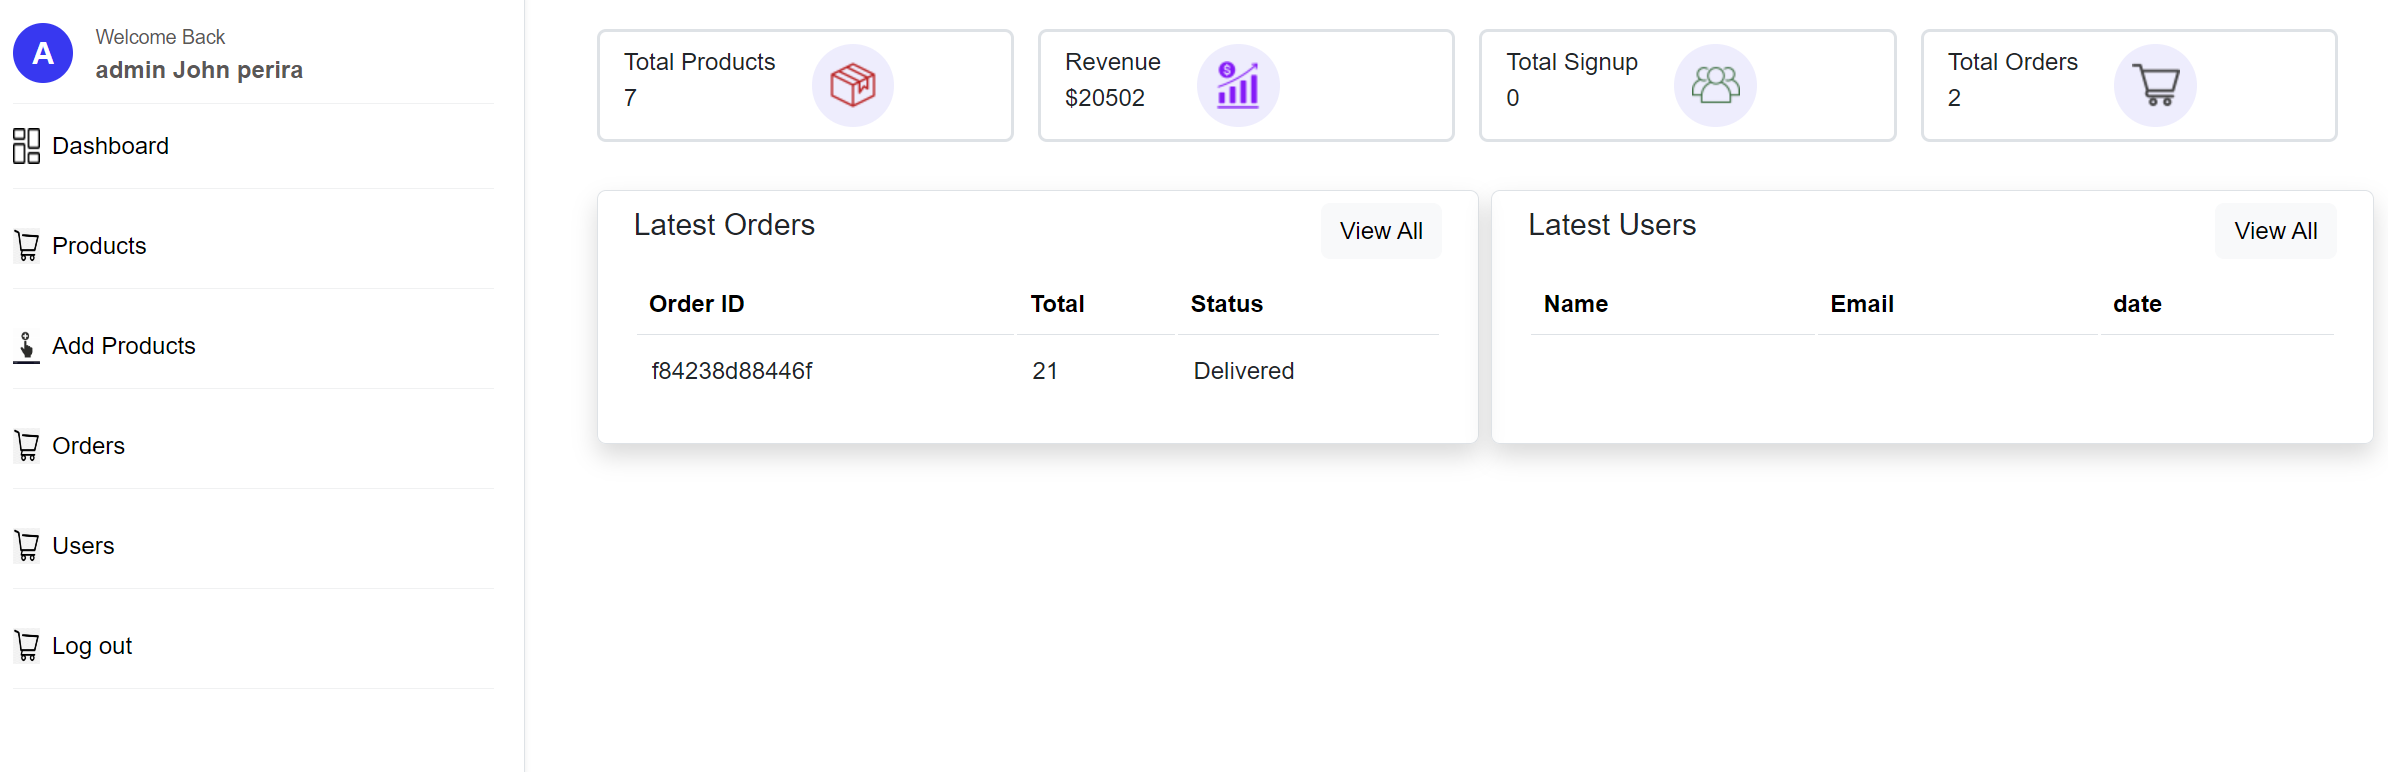 A
Welcome Back
admin John perira
Dashboard
Products
Add Products
Orders
Users
Log out
Total Products
7
Revenue
$20502
$
Total Signup
0
Total Orders
2
Latest Orders
View All
Order ID Total Status
f84238d88446f 21 Delivered
Latest Users
View All
Name Email date